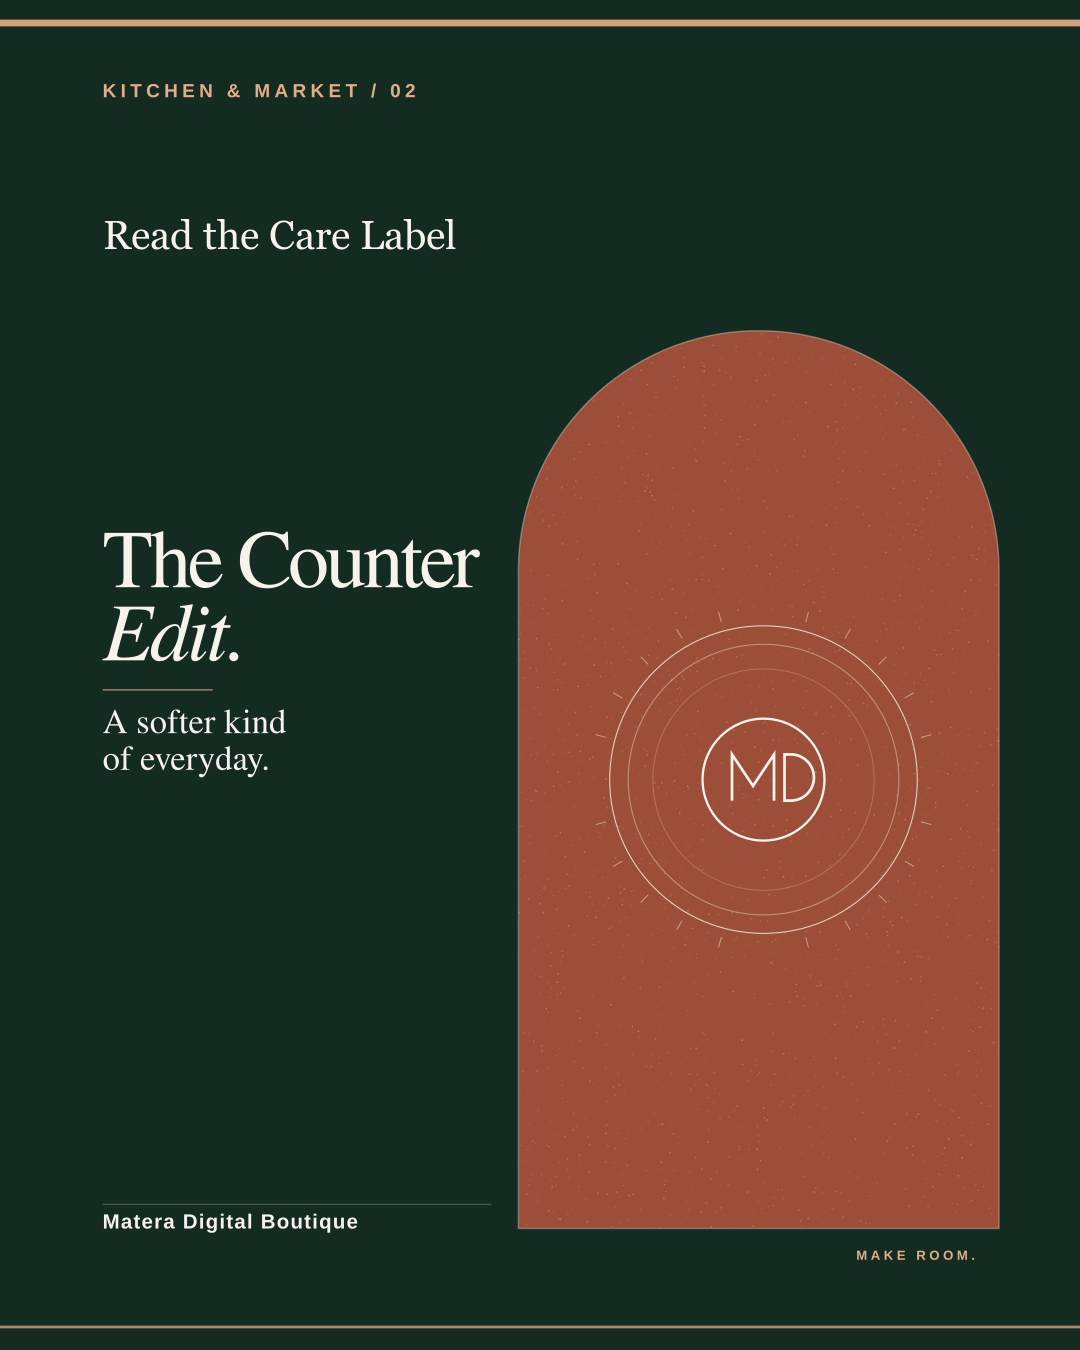 KITCHEN & MARKET / 02
Read the Care Label
The Counter
Edit.
A softer kind
of everyday.
MD
Matera Digital Boutique
MAKE ROOM.